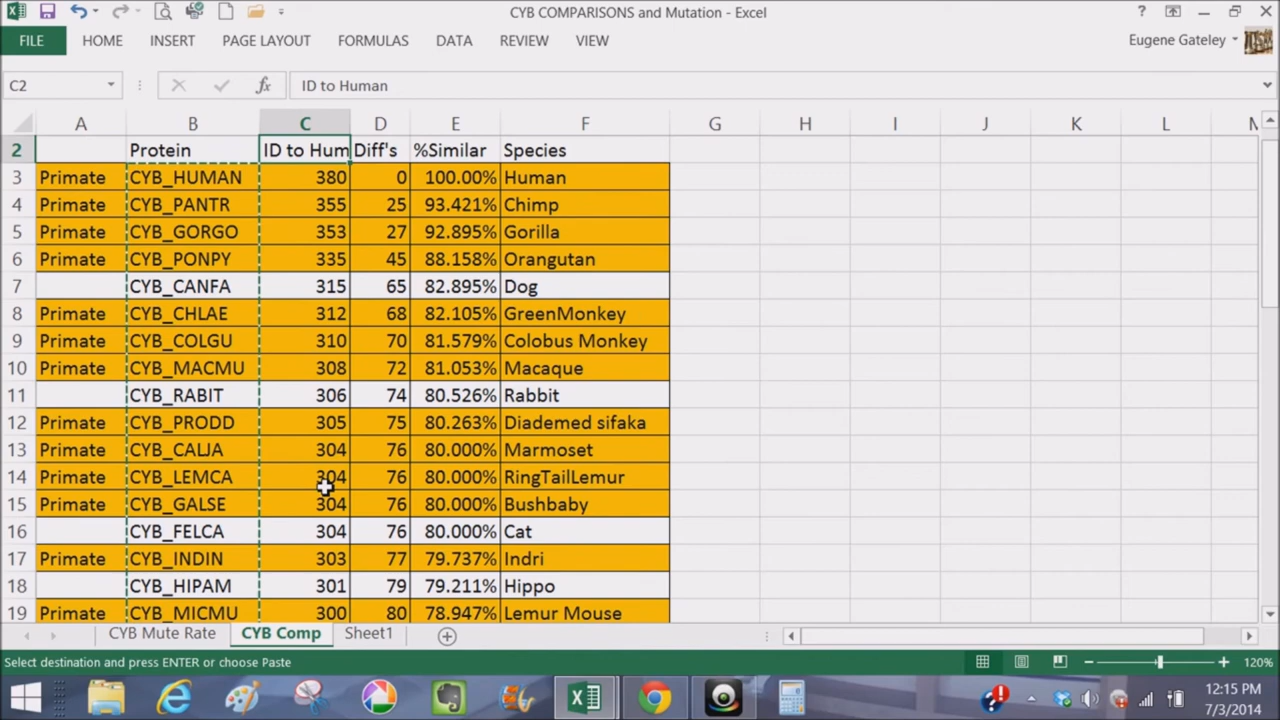 CYB COMPARISONS and Mutation - Excel
?
FILE HOME INSERT PAGE LAYOUT FORMULAS DATA REVIEW VIEW Eugene Gateley
C2 fx ID to Human
A B C D E F G H I J K L M
2 Protein ID to Hum Diff's %Similar Species
3 Primate CYB_HUMAN 380 0 100.00% Human
4 Primate CYB_PANTR 355 25 93.421% Chimp
5 Primate CYB_GORGO 353 27 92.895% Gorilla
6 Primate CYB_PONPY 335 45 88.158% Orangutan
7 CYB_CANFA 315 65 82.895% Dog
8 Primate CYB_CHLAE 312 68 82.105% GreenMonkey
9 Primate CYB_COLGU 310 70 81.579% Colobus Monkey
10 Primate CYB_MACMU 308 72 81.053% Macaque
11 CYB_RABIT 306 74 80.526% Rabbit
12 Primate CYB_PRODD 305 75 80.263% Diademed sifaka
13 Primate CYB_CALJA 304 76 80.000% Marmoset
14 Primate CYB_LEMCA 304 76 80.000% RingTailLemur
15 Primate CYB_GALSE 304 76 80.000% Bushbaby
16 CYB_FELCA 304 76 80.000% Cat
17 Primate CYB_INDIN 303 77 79.737% Indri
18 CYB_HIPAM 301 79 79.211% Hippo
19 Primate CYB_MICMU 300 80 78.947% Lemur Mouse
CYB Mute Rate CYB Comp Sheet1
Select destination and press ENTER or choose Paste 120%
12:15 PM
7/3/2014